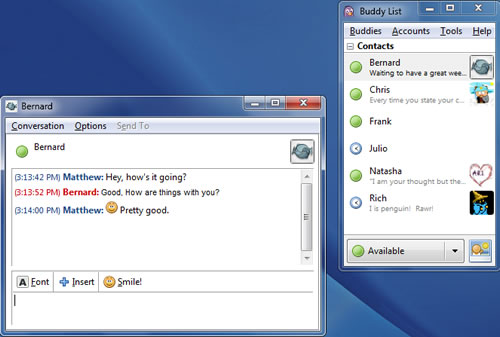 Bernard
Conversation Options Send To
Bernard
(3:13:42 PM) Matthew: Hey, how's it going?
(3:13:52 PM) Bernard: Good, How are things with you?
(3:14:00 PM) Matthew: Pretty good.
A Font Insert Smile!
Buddy List
Buddies Accounts Tools Help
Contacts
Bernard
Waiting to have a great wee...
Chris
Every time you state your c...
Frank
Julio
Natasha
"I am your thought but the...
ARI
Rich
I is penguin! Rawr!
Available